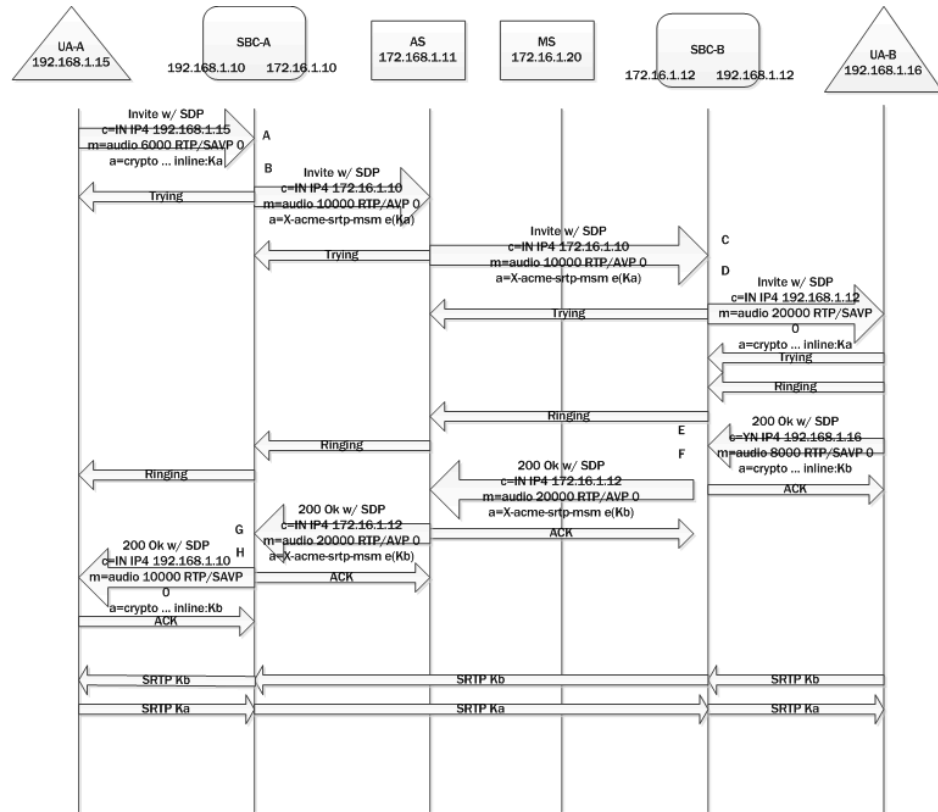 UA-A
192.168.1.15
SBC-A
192.168.1.10 172.16.1.10
AS
172.168.1.11
MS
172.16.1.20
SBC-B
172.16.1.12 192.168.1.12
UA-B
192.168.1.16
Invite w/ SDP
c=IN IP4 192.168.1.15
m=audio 6000 RTP/SAVP 0
a=crypto ... inline:Ka
A
B
Invite w/ SDP
c=IN IP4 172.16.1.10
m=audio 10000 RTP/AVP 0
a=X-acme-srtp-msm e(Ka)
Trying
Invite w/ SDP
c=IN IP4 172.16.1.10
m=audio 10000 RTP/AVP 0
a=X-acme-srtp-msm e(Ka)
Trying
C
D
Invite w/ SDP
c=IN IP4 192.168.1.12
m=audio 20000 RTP/SAVP
0
a=crypto ... inline:Ka
Trying
Trying
Ringing
Ringing
Ringing
Ringing
E
F
200 Ok w/ SDP
c=YN IP4 192.168.1.16
m=audio 8000 RTP/SAVP 0
a=crypto ... inline:Kb
ACK
200 Ok w/ SDP
c=IN IP4 172.16.1.12
m=audio 20000 RTP/AVP 0
a=X-acme-srtp-msm e(Kb)
ACK
G
H
200 Ok w/ SDP
c=IN IP4 172.16.1.12
m=audio 20000 RTP/AVP 0
a=X-acme-srtp-msm e(Kb)
ACK
200 Ok w/ SDP
c=IN IP4 192.168.1.10
m=audio 10000 RTP/SAVP
0
a=crypto ... inline:Kb
ACK
SRTP Kb
SRTP Kb
SRTP Kb
SRTP Ka
SRTP Ka
SRTP Ka